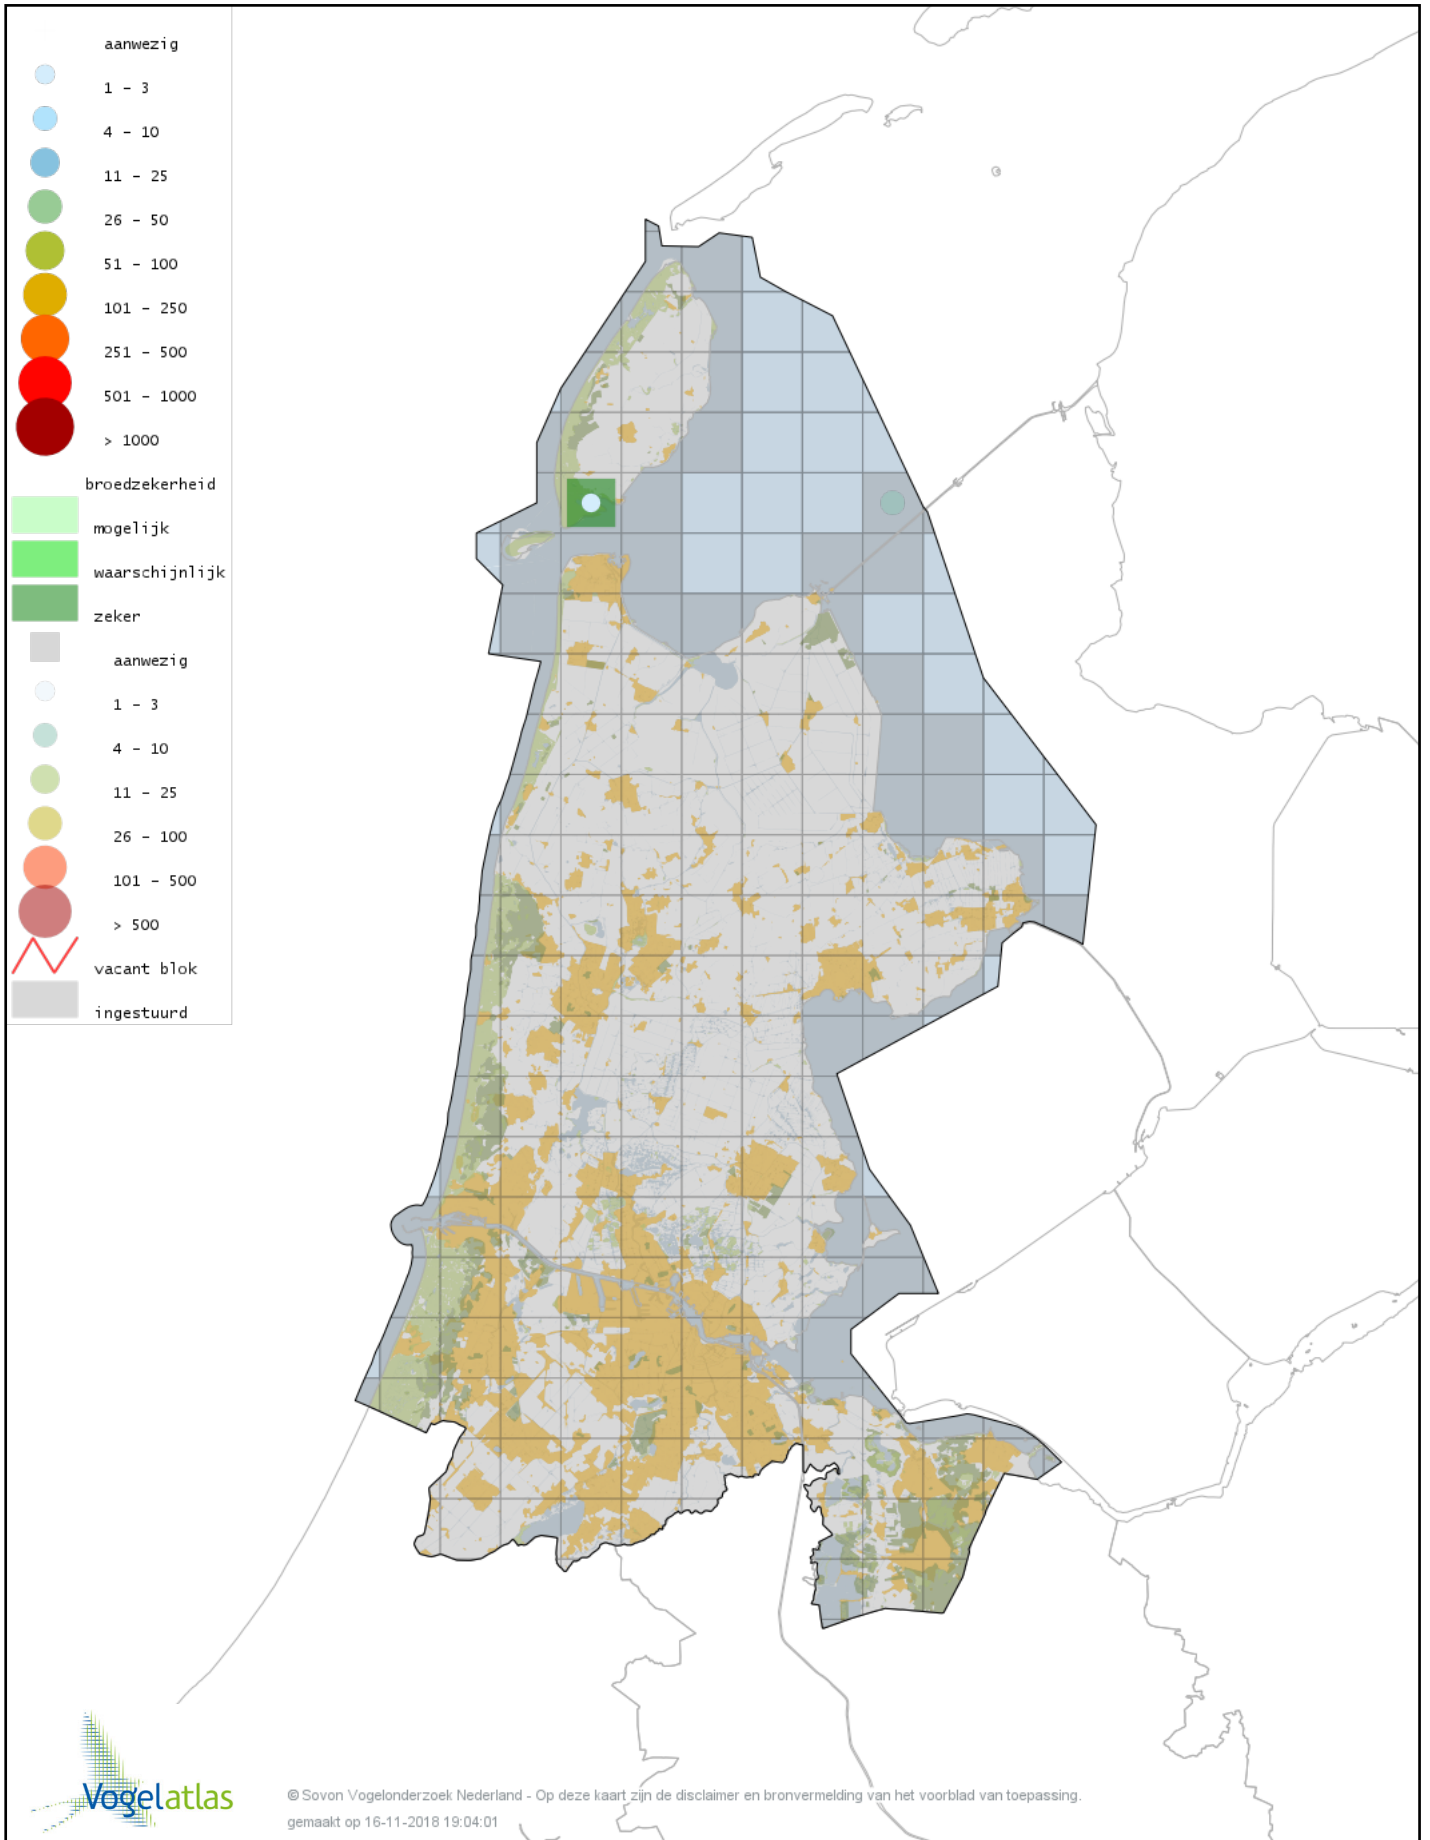 aanwezig
1 – 3
4 – 10
11 – 25
26 – 50
51 – 100
101 – 250
251 – 500
501 – 1000
> 1000
broedzekerheid
mogelijk
waarschijnlijk
zeker
aanwezig
1 – 3
4 – 10
11 – 25
26 – 100
101 – 500
> 500
vacant blok
ingestuurd
Vogelatlas
© Sovon Vogelonderzoek Nederland - Op deze kaart zijn de disclaimer en bronvermelding van het voorblad van toepassing.
gemaakt op 16-11-2018 19:04:01